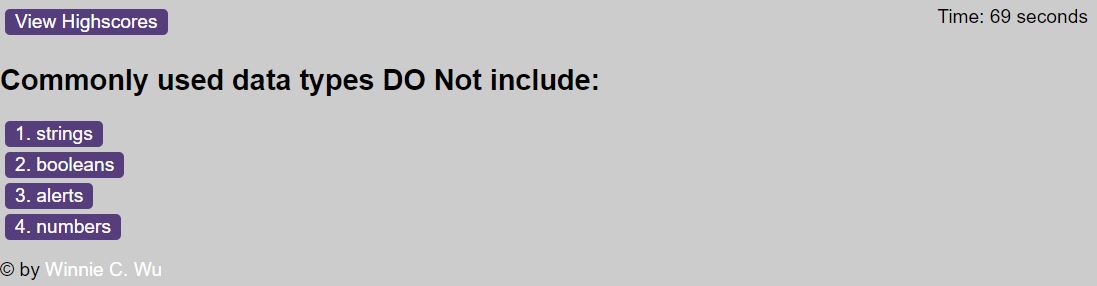 View Highscores
Time: 69 seconds
Commonly used data types DO Not include:
1. strings
2. booleans
3. alerts
4. numbers
© by Winnie C. Wu